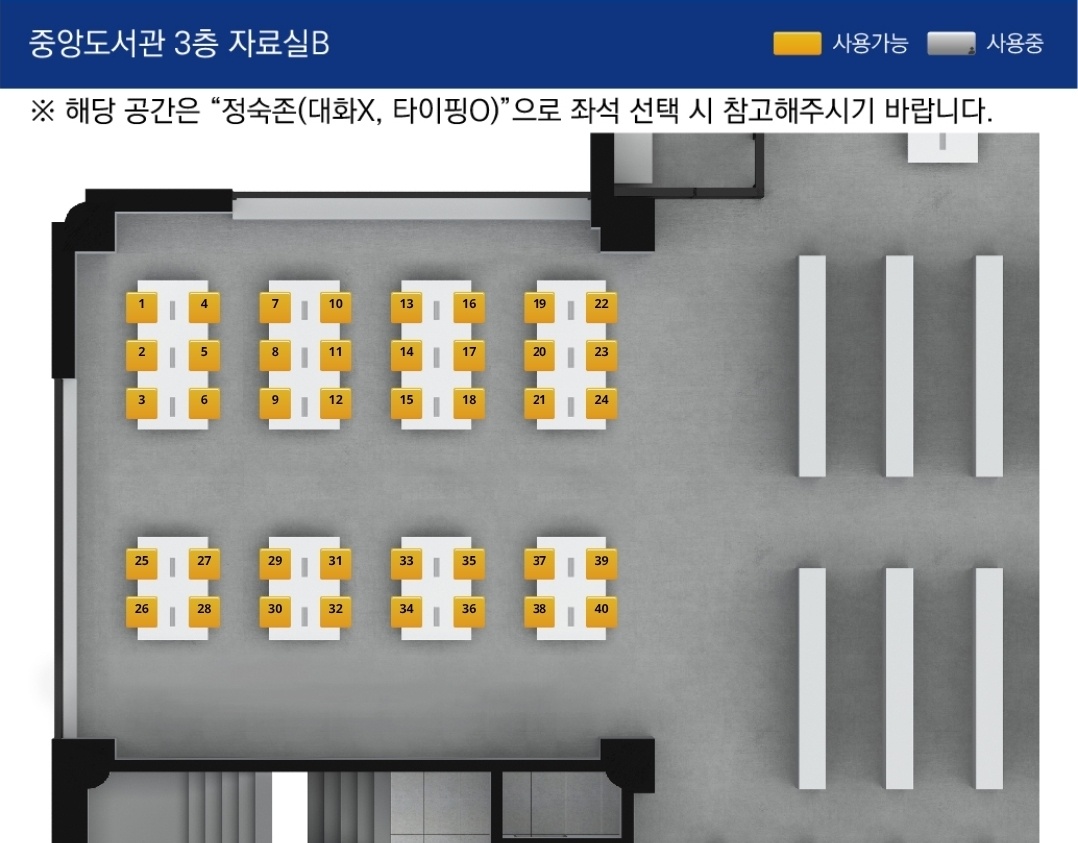 중앙도서관 3층 자료실B
사용가능 사용중
※ 해당 공간은 “정숙존(대화X, 타이핑O)”으로 좌석 선택 시 참고해주시기 바랍니다.
1 4 7 10 13 16 19 22
2 5 8 11 14 17 20 23
3 6 9 12 15 18 21 24
25 27 29 31 33 35 37 39
26 28 30 32 34 36 38 40